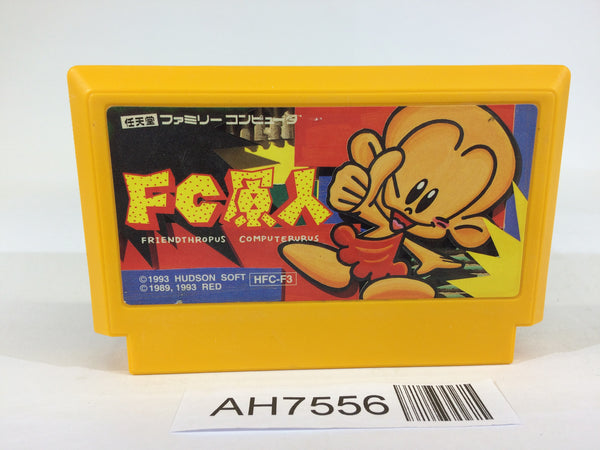 任天堂 ファミリーコンピュータ
FC原人
FRIENDTHROPUS COMPUTERURUS
©1993 HUDSON SOFT HFC-F3
©1989, 1993 RED
AH7556